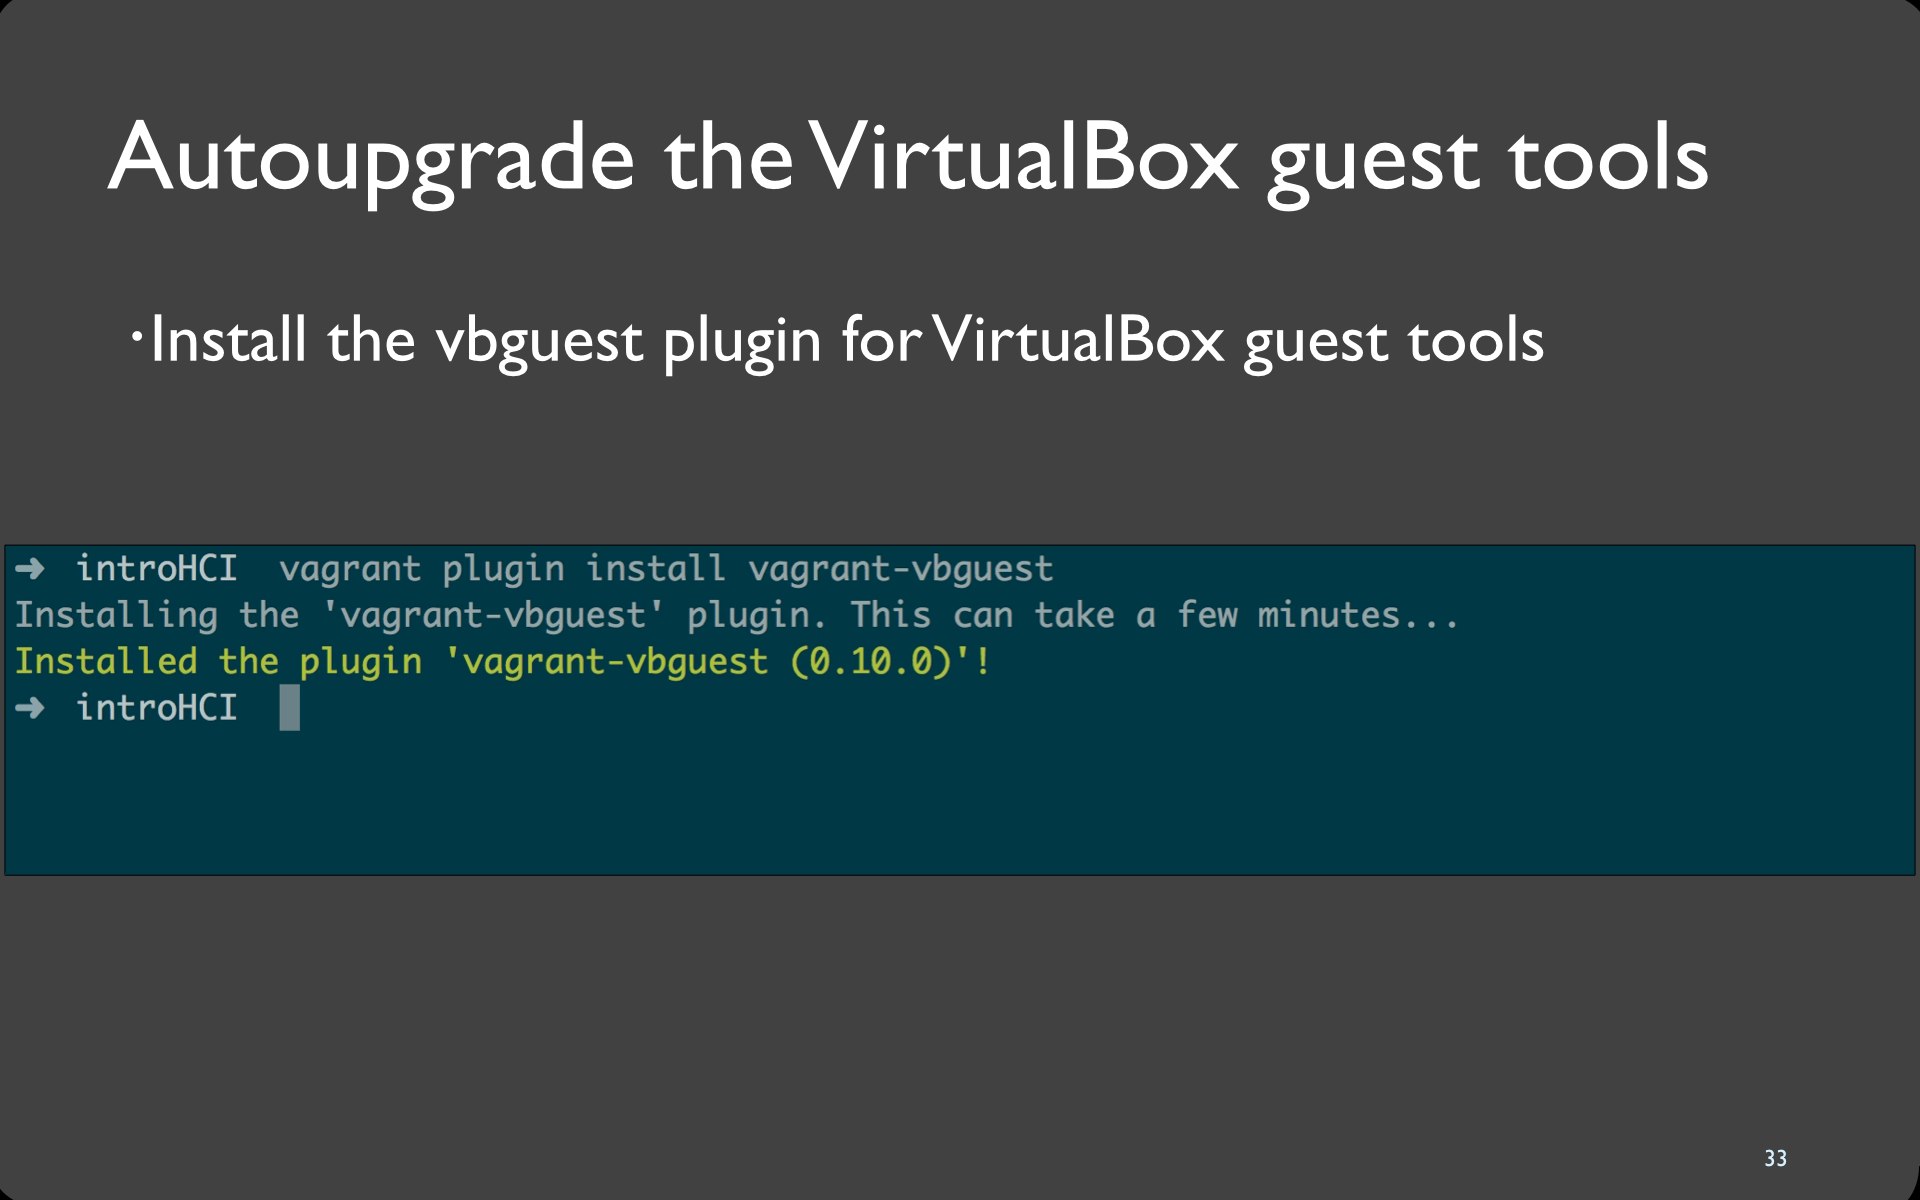 Autoupgrade the VirtualBox guest tools
•Install the vbguest plugin for VirtualBox guest tools
➜  introHCI  vagrant plugin install vagrant-vbguest
Installing the 'vagrant-vbguest' plugin. This can take a few minutes...
Installed the plugin 'vagrant-vbguest (0.10.0)'!
➜  introHCI
33